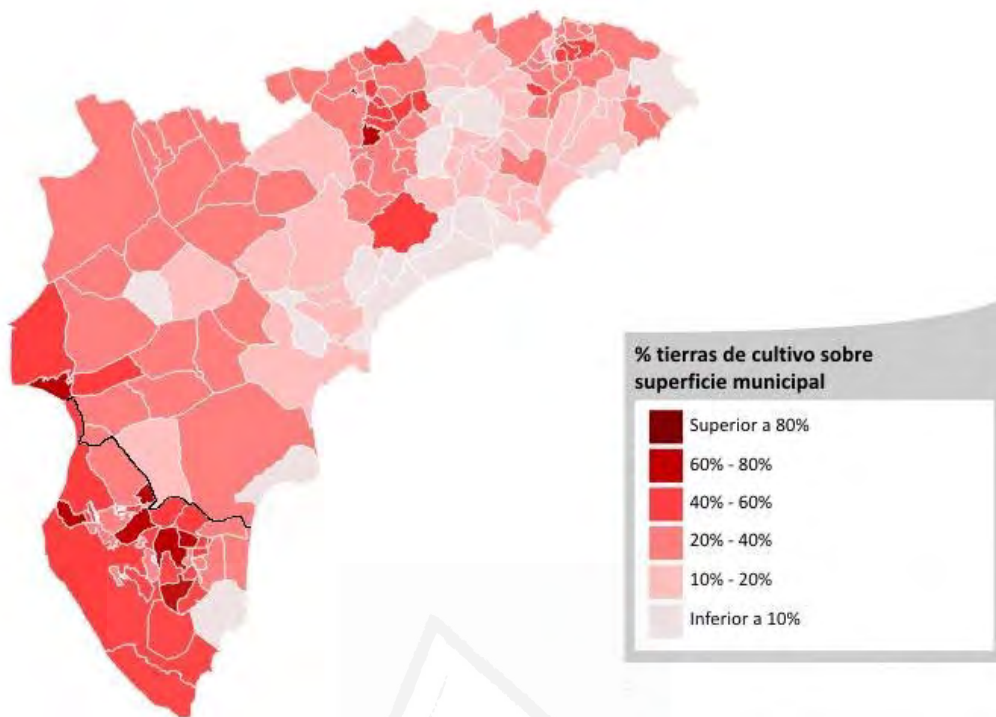 % tierras de cultivo sobre
superficie municipal
Superior a 80%
60% - 80%
40% - 60%
20% - 40%
10% - 20%
Inferior a 10%